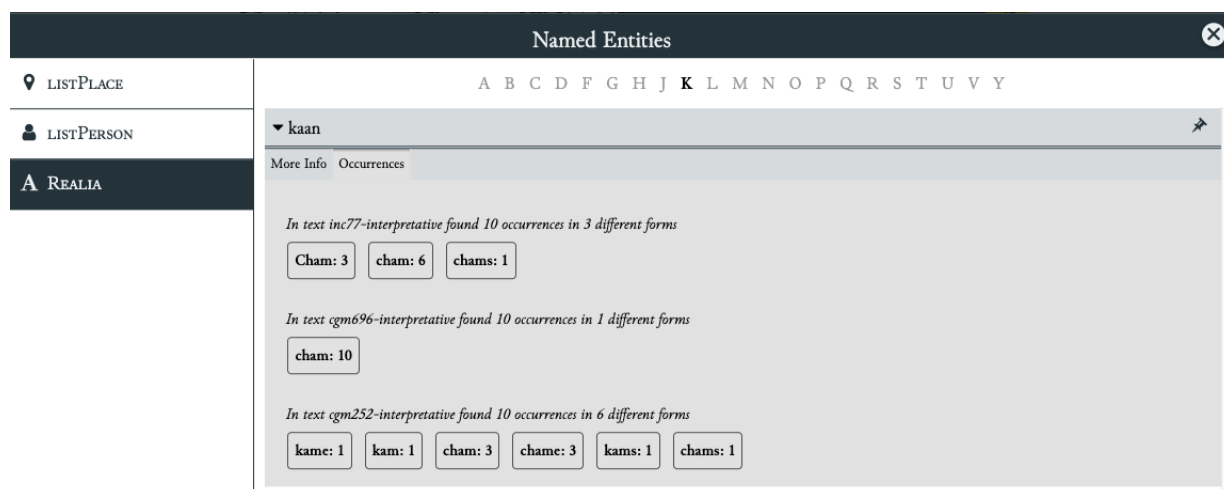 Named Entities
listPlace
listPerson
A Realia
A B C D F G H J K L M N O P Q R S T U V Y
kaan
More Info Occurrences
In text inc77-interpretative found 10 occurrences in 3 different forms
Cham: 3 cham: 6 chams: 1
In text cgm696-interpretative found 10 occurrences in 1 different forms
cham: 10
In text cgm252-interpretative found 10 occurrences in 6 different forms
kame: 1 kam: 1 cham: 3 chame: 3 kams: 1 chams: 1